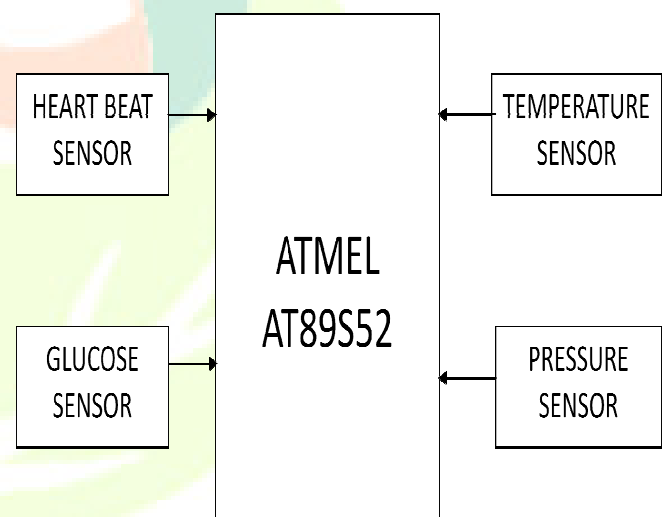 HEART BEAT
SENSOR
TEMPERATURE
SENSOR
ATMEL
AT89S52
GLUCOSE
SENSOR
PRESSURE
SENSOR